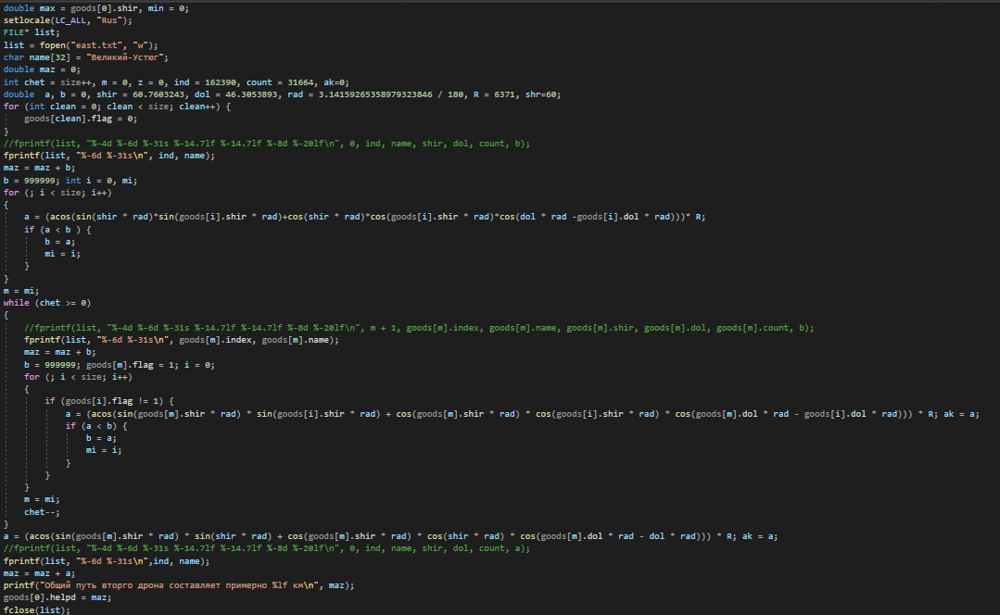 double max = goods[0].shir, min = 0;
setlocale(LC_ALL, "Rus");
FILE* list;
list = fopen("east.txt", "w");
char name[32] = "Великий-Устюг";
double maz = 0;
int chet = size++, m = 0, z = 0, ind = 162390, count = 31664, ak=0;
double  a, b = 0, shir = 60.7603243, dol = 46.3053893, rad = 3.14159265358979323846 / 180, R = 6371, shr=60;
for (int clean = 0; clean < size; clean++) {
    goods[clean].flag = 0;
}
//fprintf(list, "%-4d %-6d %-31s %-14.7lf %-14.7lf %-8d %-20lf\n", 0, ind, name, shir, dol, count, b);
fprintf(list, "%-6d %-31s\n", ind, name);
maz = maz + b;
b = 999999; int i = 0, mi;
for (; i < size; i++)
{
    a = (acos(sin(shir * rad)*sin(goods[i].shir * rad)+cos(shir * rad)*cos(goods[i].shir * rad)*cos(dol * rad -goods[i].dol * rad)))* R;
    if (a < b ) {
        b = a;
        mi = i;
    }
}
m = mi;
while (chet >= 0)
{
    //fprintf(list, "%-4d %-6d %-31s %-14.7lf %-14.7lf %-8d %-20lf\n", m + 1, goods[m].index, goods[m].name, goods[m].shir, goods[m].dol, goods[m].count, b);
    fprintf(list, "%-6d %-31s\n", goods[m].index, goods[m].name);
    maz = maz + b;
    b = 999999; goods[m].flag = 1; i = 0;
    for (; i < size; i++)
    {
        if (goods[i].flag != 1) {
            a = (acos(sin(goods[m].shir * rad) * sin(goods[i].shir * rad) + cos(goods[m].shir * rad) * cos(goods[i].shir * rad) * cos(goods[m].dol * rad - goods[i].dol * rad))) * R; ak = a;
            if (a < b) {
                b = a;
                mi = i;
            }
        }
    }
    m = mi;
    chet--;
}
a = (acos(sin(goods[m].shir * rad) * sin(shir * rad) + cos(goods[m].shir * rad) * cos(shir * rad) * cos(goods[m].dol * rad - dol * rad))) * R; ak = a;
//fprintf(list, "%-4d %-6d %-31s %-14.7lf %-14.7lf %-8d %-20lf\n", 0, ind, name, shir, dol, count, a);
fprintf(list, "%-6d %-31s\n",ind, name);
maz = maz + a;
printf("Общий путь вторго дрона составляет примерно %lf км\n", maz);
goods[0].helpd = maz;
fclose(list);